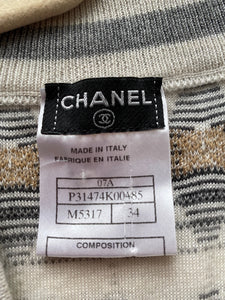 CHANEL
MADE IN ITALY
FABRIQUE EN ITALIE
07A
P31474K00485
M5317 34
COMPOSITION